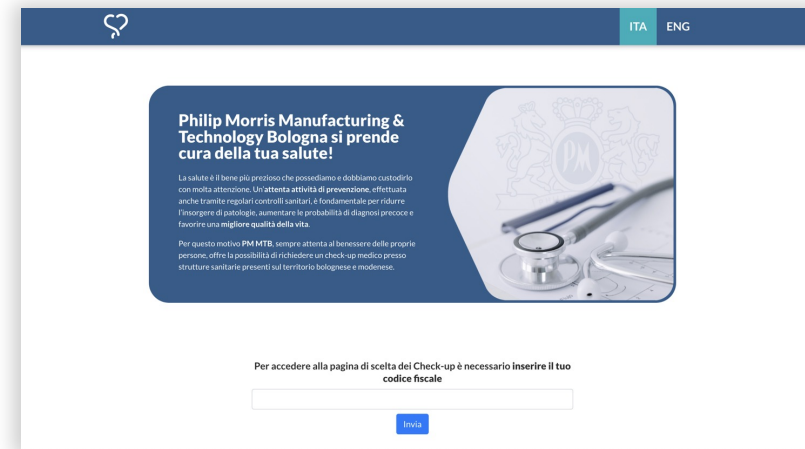 ITA ENG
Philip Morris Manufacturing &
Technology Bologna si prende
cura della tua salute!
La salute è il bene più prezioso che possediamo e dobbiamo custodirlo
con molta attenzione. Un'attenta attività di prevenzione, effettuata
anche tramite regolari controlli sanitari, è fondamentale per ridurre
l'insorgere di patologie, aumentare le probabilità di diagnosi precoce e
favorire una migliore qualità della vita.
Per questo motivo PM MTB, sempre attenta al benessere delle proprie
persone, offre la possibilità di richiedere un check-up medico presso
strutture sanitarie presenti sul territorio bolognese e modenese.
PM
Per accedere alla pagina di scelta dei Check-up è necessario inserire il tuo
codice fiscale
Invia